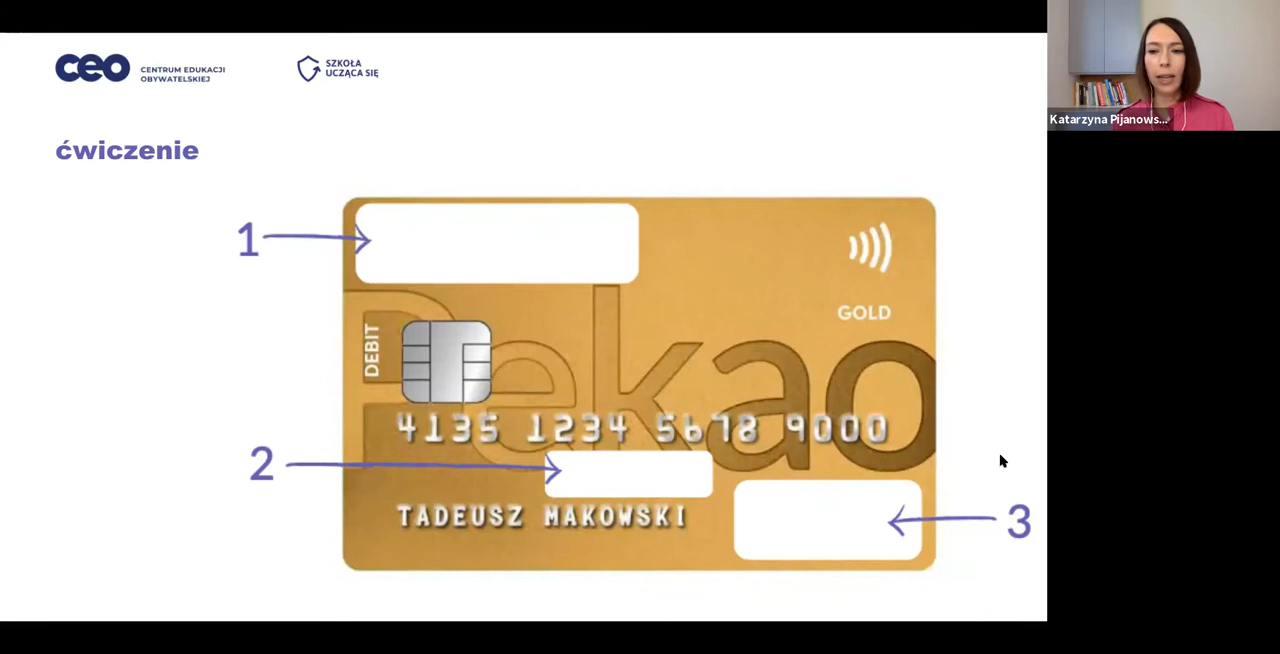 ceo CENTRUM EDUKACJI OBYWATELSKIEJ
SZKOŁA UCZĄCA SIĘ
Katarzyna Pijanows...
ćwiczenie
1
GOLD
DEBIT
Pekao
4135 1234 5678 9000
2
TADEUSZ MAKOWSKI
3